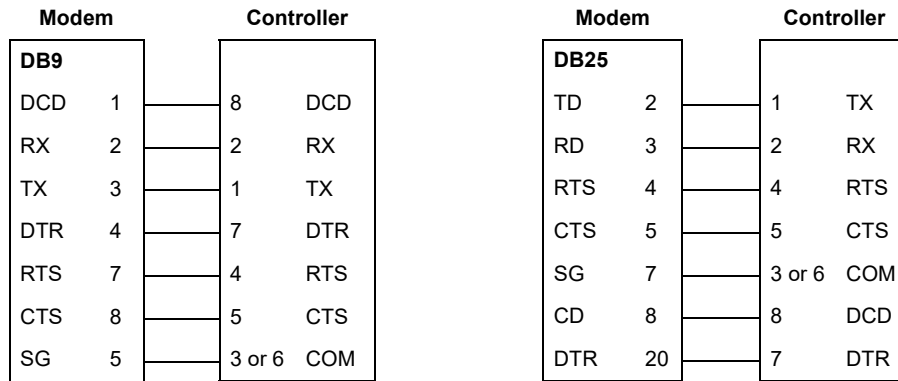 Modem Controller
DB9
DCD 1 8 DCD
RX 2 2 RX
TX 3 1 TX
DTR 4 7 DTR
RTS 7 4 RTS
CTS 8 5 CTS
SG 5 3 or 6 COM
Modem Controller
DB25
TD 2 1 TX
RD 3 2 RX
RTS 4 4 RTS
CTS 5 5 CTS
SG 7 3 or 6 COM
CD 8 8 DCD
DTR 20 7 DTR